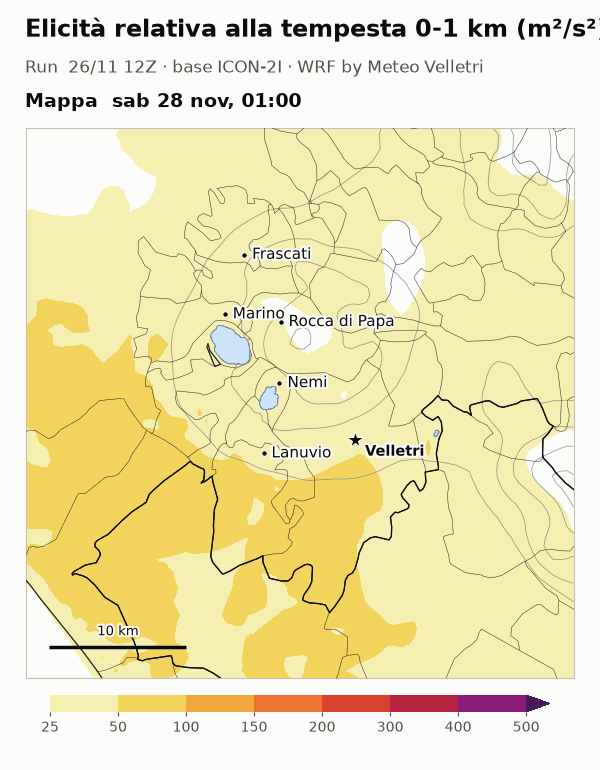 Elicità relativa alla tempesta 0-1 km (m²/s²)
Run  26/11 12Z · base ICON-2I · WRF by Meteo Velletri
Mappa  sab 28 nov, 01:00
Frascati
Marino
Rocca di Papa
Nemi
Lanuvio
Velletri
10 km
25 50 100 150 200 300 400 500